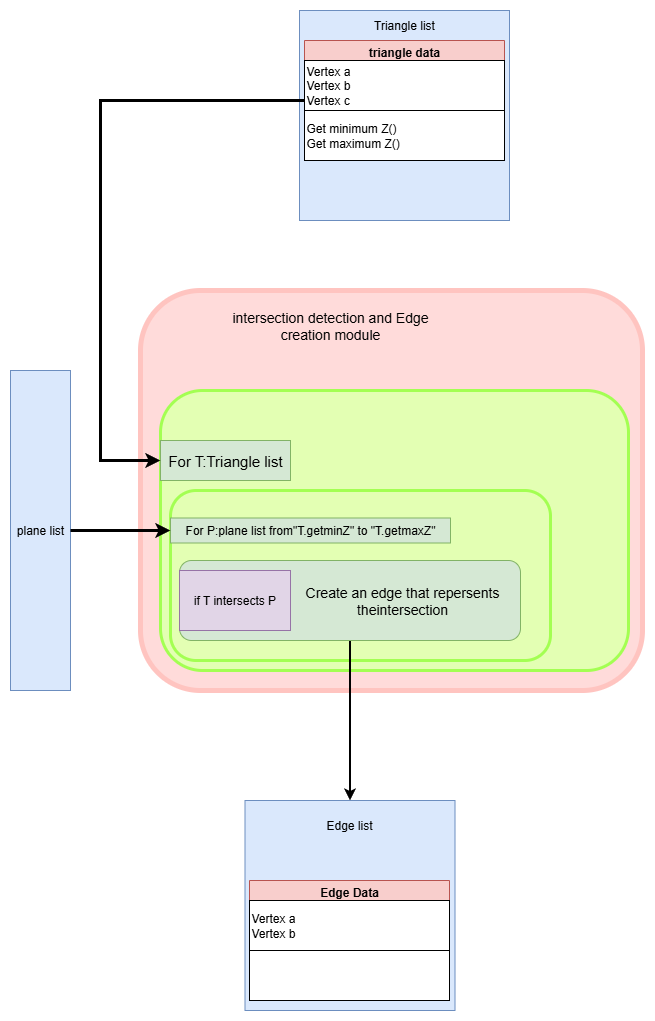 Triangle list
triangle data
Vertex a
Vertex b
Vertex c
Get minimum Z()
Get maximum Z()
intersection detection and Edge
creation module
For T:Triangle list
plane list
For P:plane list from"T.getminZ" to "T.getmaxZ"
if T intersects P
Create an edge that repersents
theintersection
Edge list
Edge Data
Vertex a
Vertex b